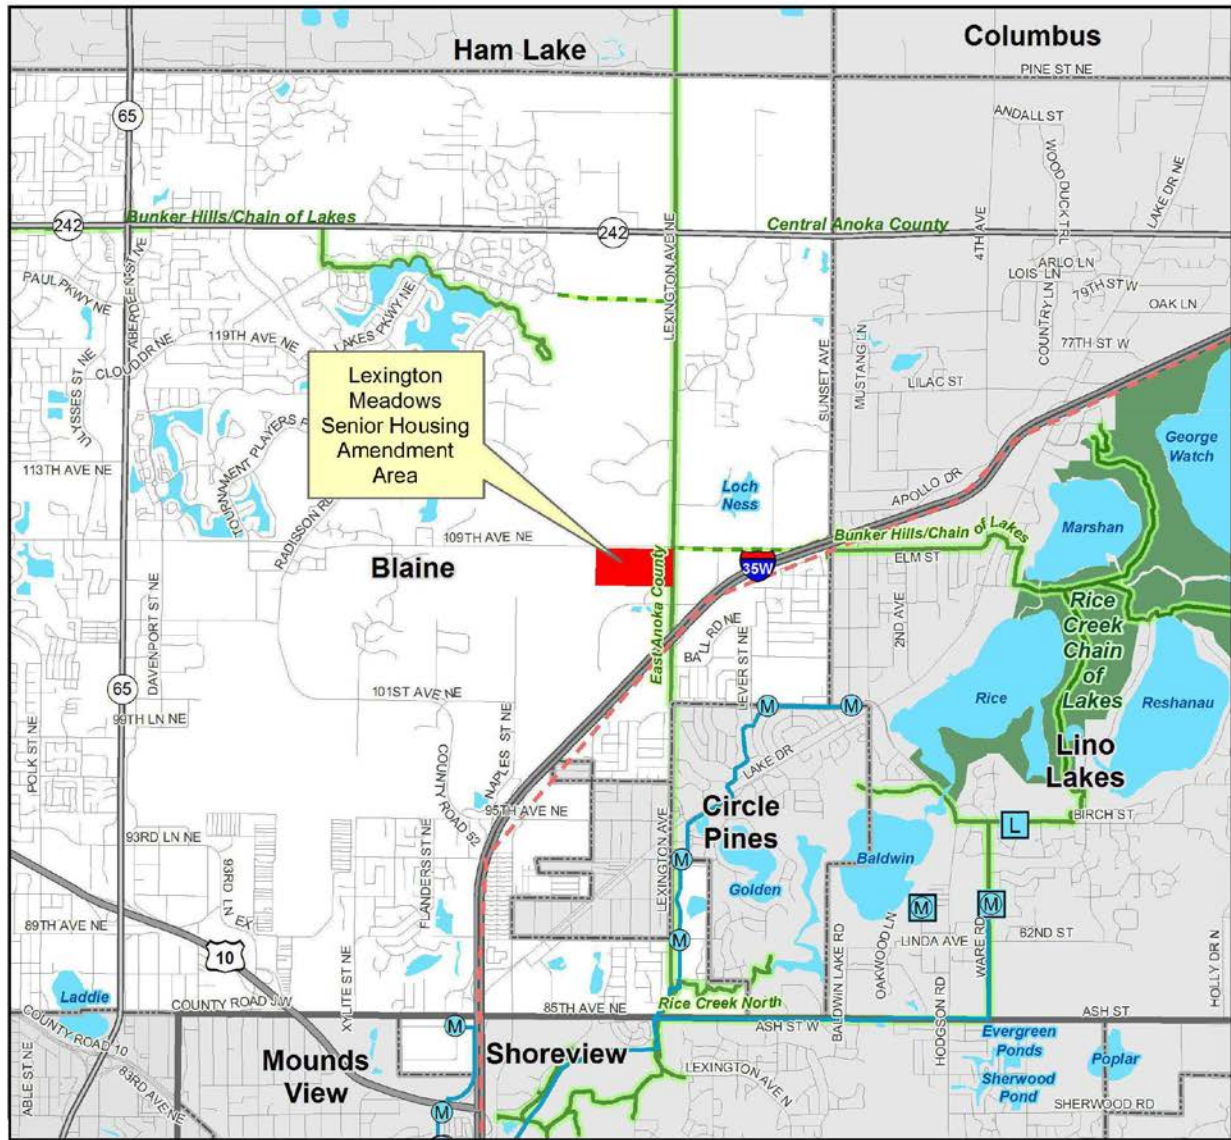 Ham Lake
Columbus
PINE ST NE
65
ANDALL ST
WOOD DUCK TRL
LAKE DR NE
LEXINGTON AVE NE
4TH AVE
242
Bunker Hills/Chain of Lakes
242
Central Anoka County
ABERDEEN ST NE
PAUL PKWY NE
ARLO LN
LOIS LN
79TH ST W
OAK LN
COUNTRY LN
LAKES PKWY NE
SUNSET AVE
MUSTANG LN
119TH AVE NE
CLOUD DR NE
77TH ST W
ULYSSES ST NE
LILAC ST
Lexington
Meadows
Senior Housing
Amendment
Area
TOURNAMENT PLAYERS
113TH AVE NE
RADISSON RD
George
Watch
Loch
Ness
APOLLO DR
Marshan
109TH AVE NE
Bunker Hills/Chain of Lakes
ELM ST
Blaine
35W
East Anoka County
DAVENPORT ST NE
2ND AVE
Rice
Creek
Chain
of
Lakes
BALL RD NE
LEVER ST NE
65
101ST AVE NE
99TH LN NE
Rice
Reshanau
M
M
POLK ST NE
NAPLES ST NE
COUNTY ROAD 52
LAKE DR
Lino
Lakes
95TH AVE NE
Circle
Pines
BIRCH ST
L
93RD LN NE
93RD LN
EX
FLANDERS ST NE
LEXINGTON AVE
M
Golden
Baldwin
M
M
89TH AVE NE
10
XYLITE ST NE
M
BALDWIN LAKE RD
OAKWOOD LN
LINDA AVE
WARE RD
82ND ST
HOLLY DR N
Laddie
COUNTY ROAD J W
85TH AVE NE
Rice Creek North
ASH ST W
HODGSON RD
ASH ST
COUNTY ROAD 10
83RD AVE NE
ABLE ST NE
M
Mounds
View
Shoreview
LEXINGTON AVE N
Evergreen
Ponds
Sherwood
Pond
Poplar
SHERWOOD RD
M